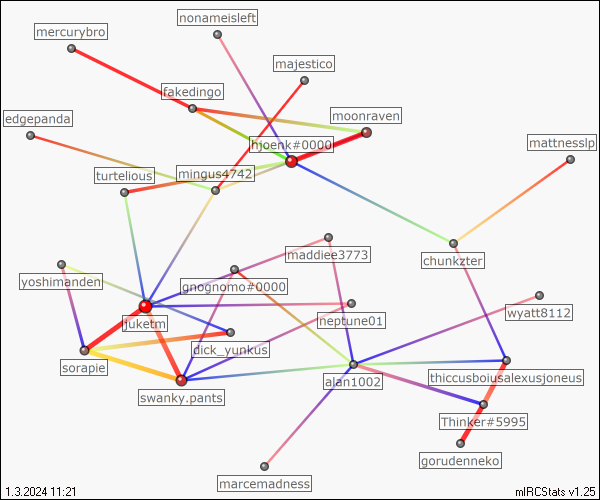 nonameisleft
mercurybro
majestico
fakedingo
moonraven
edgepanda
hjoenk#0000
mattnesslp
mingus4742
turtelious
maddiee3773
chunkzter
yoshimanden
gnognomo#0000
neptune01
wyatt8112
juketm
dick_yunkus
sorapie
thiccusboiusalexusjoneus
alan1002
swanky.pants
Thinker#5995
gorudenneko
marcemadness
1.3.2024 11:21
mIRCStats v1.25